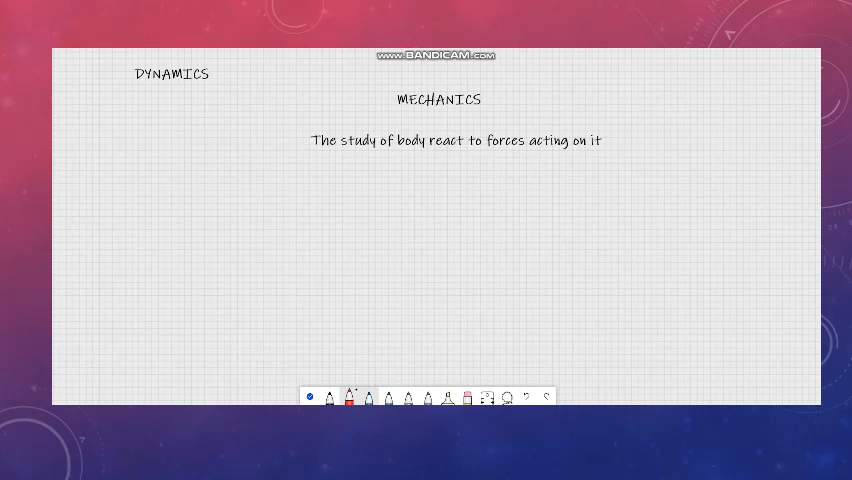 www.BANDICAM.com
DYNAMICS
MECHANICS
The study of body react to forces acting on it